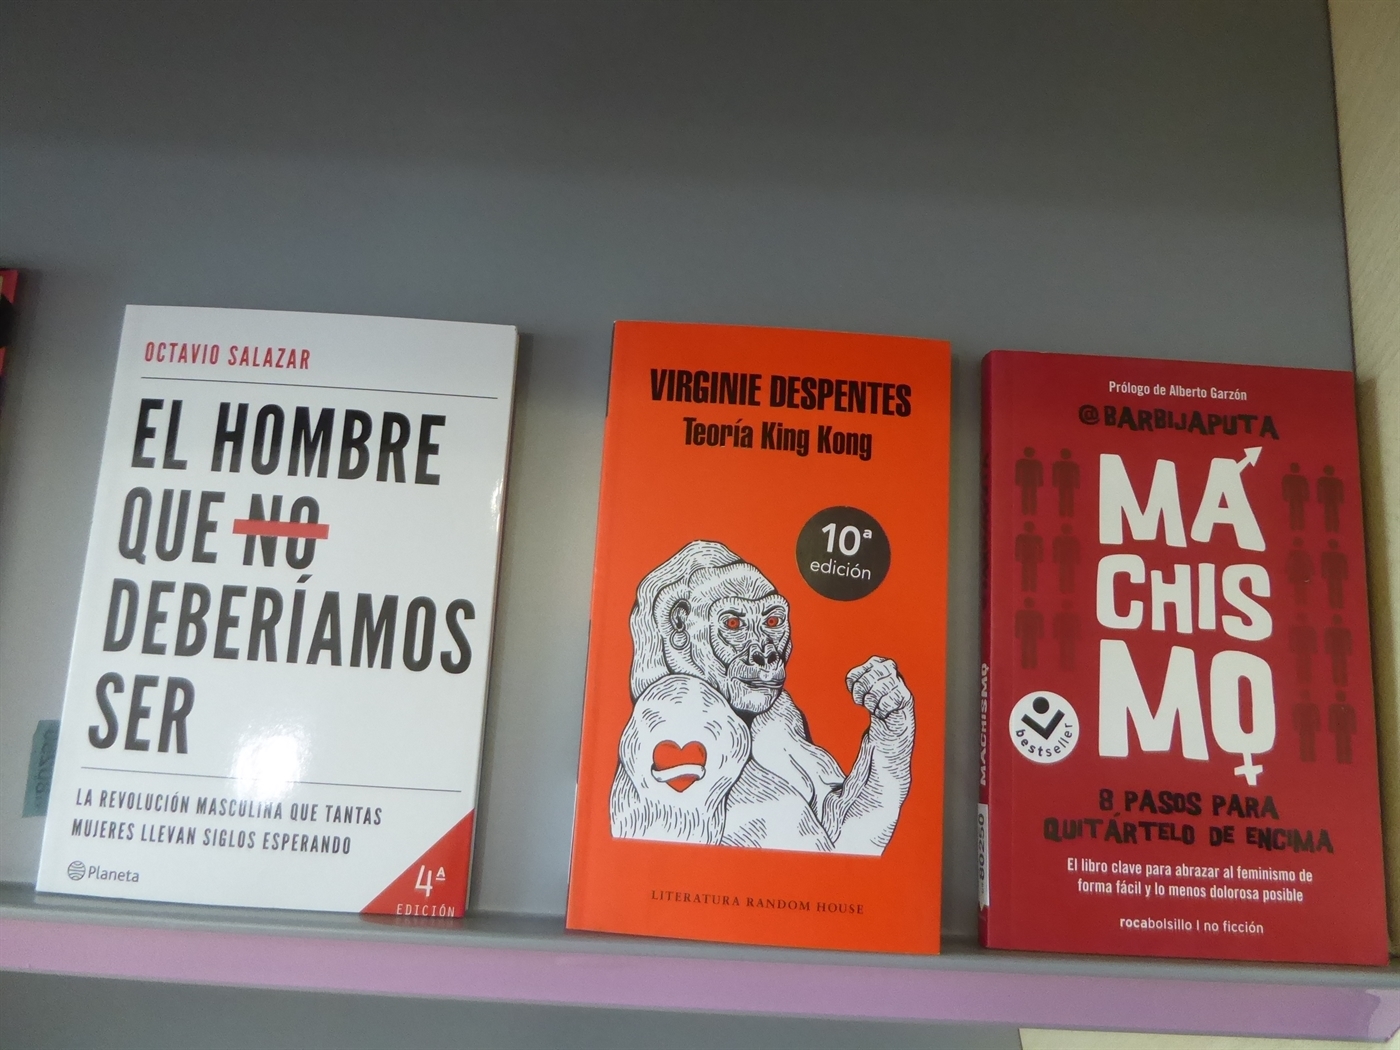 OCTAVIO SALAZAR
EL HOMBRE
QUE NO
DEBERÍAMOS
SER
LA REVOLUCIÓN MASCULINA QUE TANTAS
MUJERES LLEVAN SIGLOS ESPERANDO
Planeta
4ª
EDICIÓN
VIRGINIE DESPENTES
Teoría King Kong
10ª
edición
LITERATURA RANDOM HOUSE
Prólogo de Alberto Garzón
@BARBIJAPUTA
MA
CHIS
MO
bestseller
8 PASOS PARA
QUITÁRTELO DE ENCIMA
El libro clave para abrazar al feminismo de
forma fácil y lo menos dolorosa posible
rocabolsillo | no ficción
MACHISMO